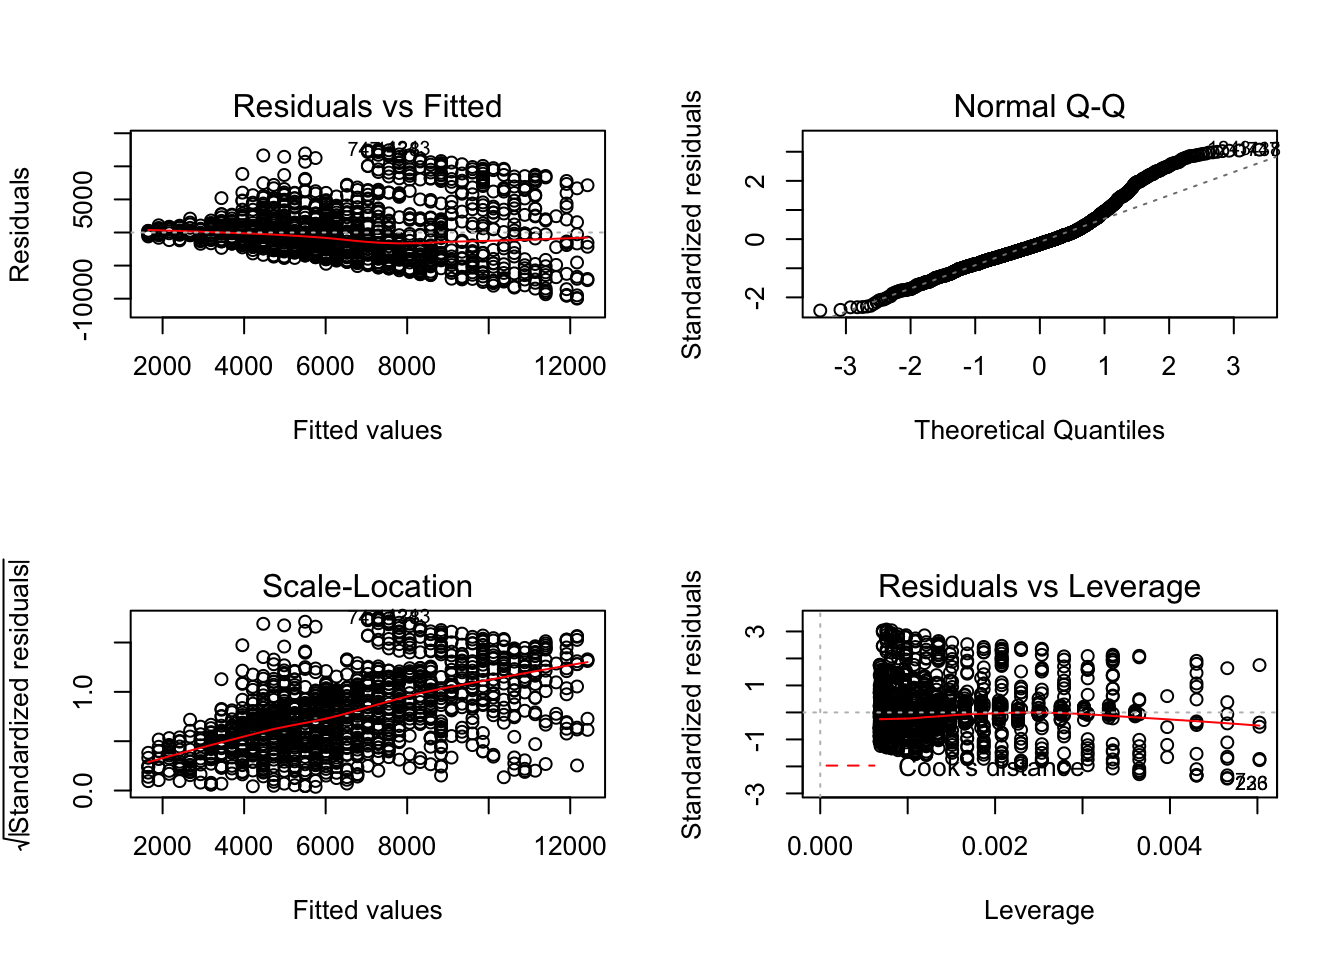 Residuals vs Fitted
Residuals
-10000
5000
2000 4000 6000 8000 12000
Fitted values
Normal Q-Q
Standardized residuals
-2 0 2
-3 -2 -1 0 1 2 3
Theoretical Quantiles
Scale-Location
√|Standardized residuals|
0.0 1.0
2000 4000 6000 8000 12000
Fitted values
Residuals vs Leverage
Standardized residuals
-3 -1 1 3
Cook's distance
0.000 0.002 0.004
Leverage